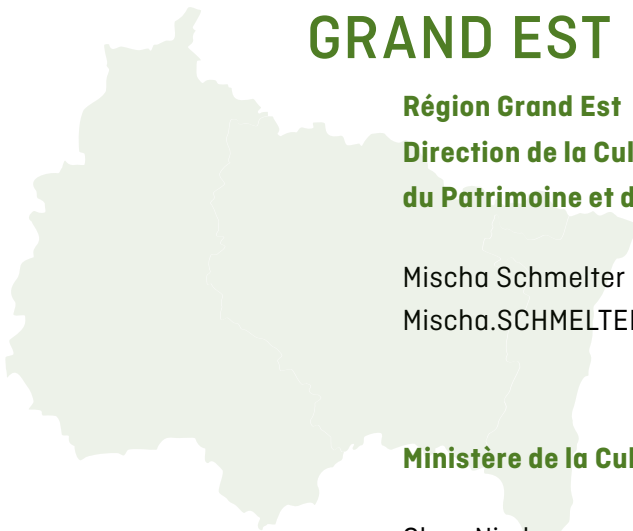 GRAND EST
Région Grand Est
Direction de la Cul
du Patrimoine et d
Mischa Schmelter
Mischa.SCHMELTE
Ministère de la Cul